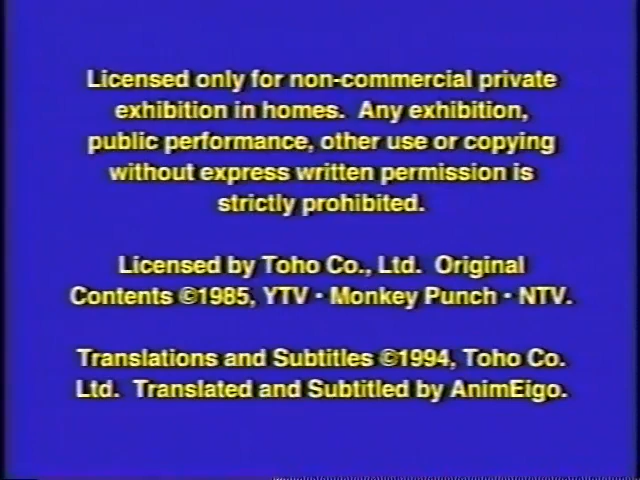 Licensed only for non-commercial private
exhibition in homes.  Any exhibition,
public performance, other use or copying
without express written permission is
strictly prohibited.
Licensed by Toho Co., Ltd.  Original
Contents ©1985, YTV · Monkey Punch · NTV.
Translations and Subtitles ©1994, Toho Co.
Ltd.  Translated and Subtitled by AnimEigo.